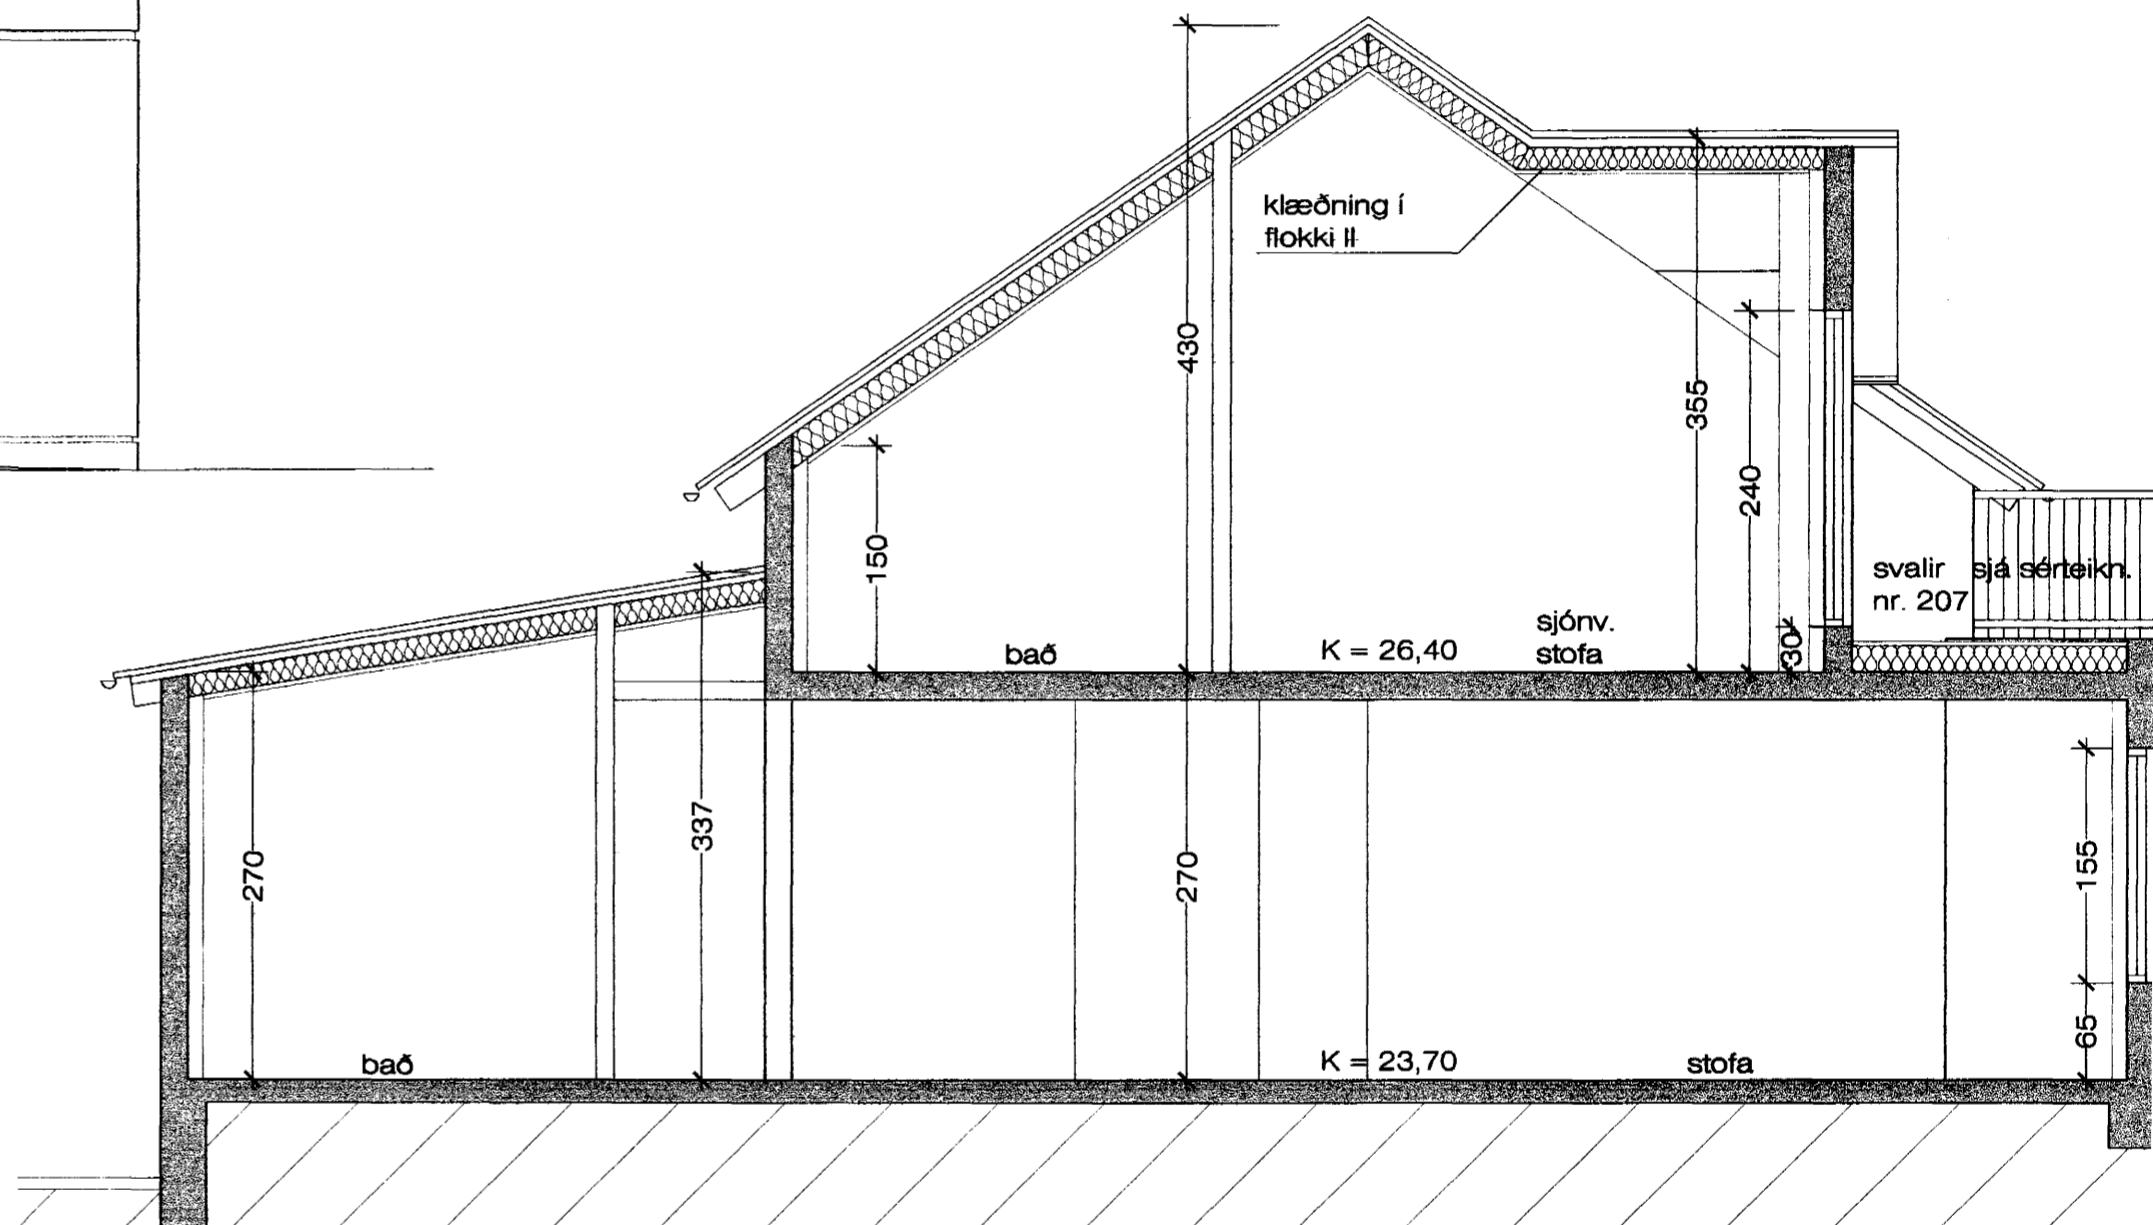 klæðning í
flokki II
430
355
240
150
svalir sjá sérteikn.
nr. 207
sjónv.
stofa
bað
K = 26,40
30
337
270
270
155
65
bað
K = 23,70
stofa